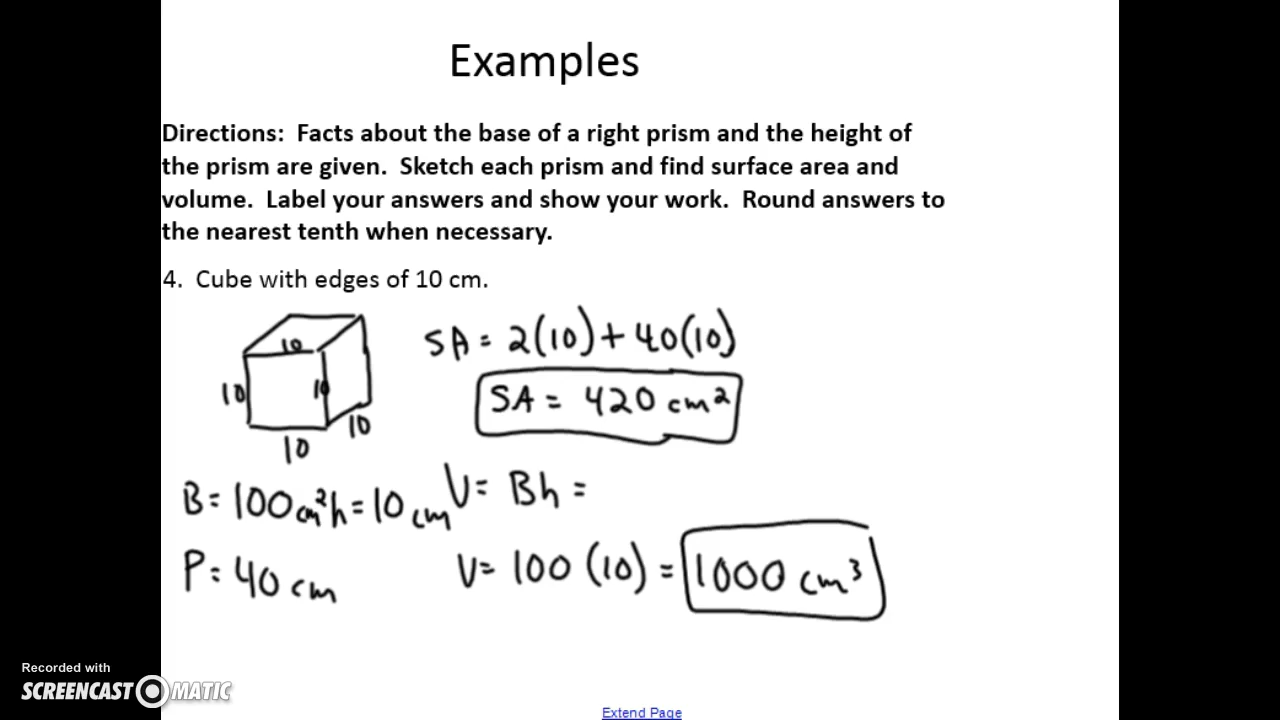 Examples
Directions: Facts about the base of a right prism and the height of
the prism are given. Sketch each prism and find surface area and
volume. Label your answers and show your work. Round answers to
the nearest tenth when necessary.
4. Cube with edges of 10 cm.
10
10
10
10
10
SA = 2(10) + 40(10)
SA = 420 cm²
B = 100 cm² h = 10 cm
P = 40 cm
V = Bh =
V = 100 (10) = 1000 cm³
Recorded with
SCREENCAST O MATIC
Extend Page